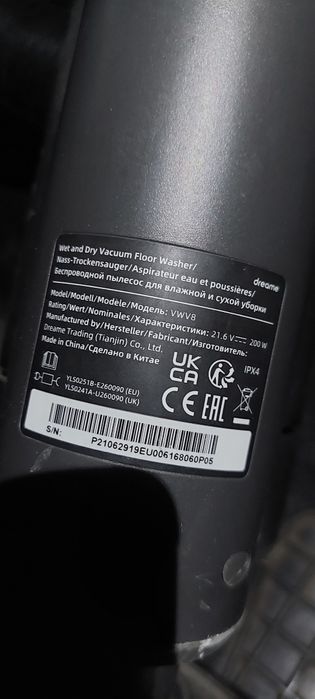 dreame
Wet and Dry Vacuum Floor Washer/
Nass-Trockensauger/Aspirateur eau et poussières/
Беспроводной пылесос для влажной и сухой уборки
Model/Modell/Modèle/Модель: VWV8
Rating/Wert/Nominales/Характеристики: 21.6 V⎓ 200 W
Manufactured by/Hersteller/Fabricant/Изготовитель:
Dreame Trading (Tianjin) Co., Ltd.
Made in China/Сделано в Китае
IPX4
UK
CA
YLS0251B-E260090 (EU)
YLS0241A-U260090 (UK)
CE EAC
S/N:
P21062919EU006168060P05